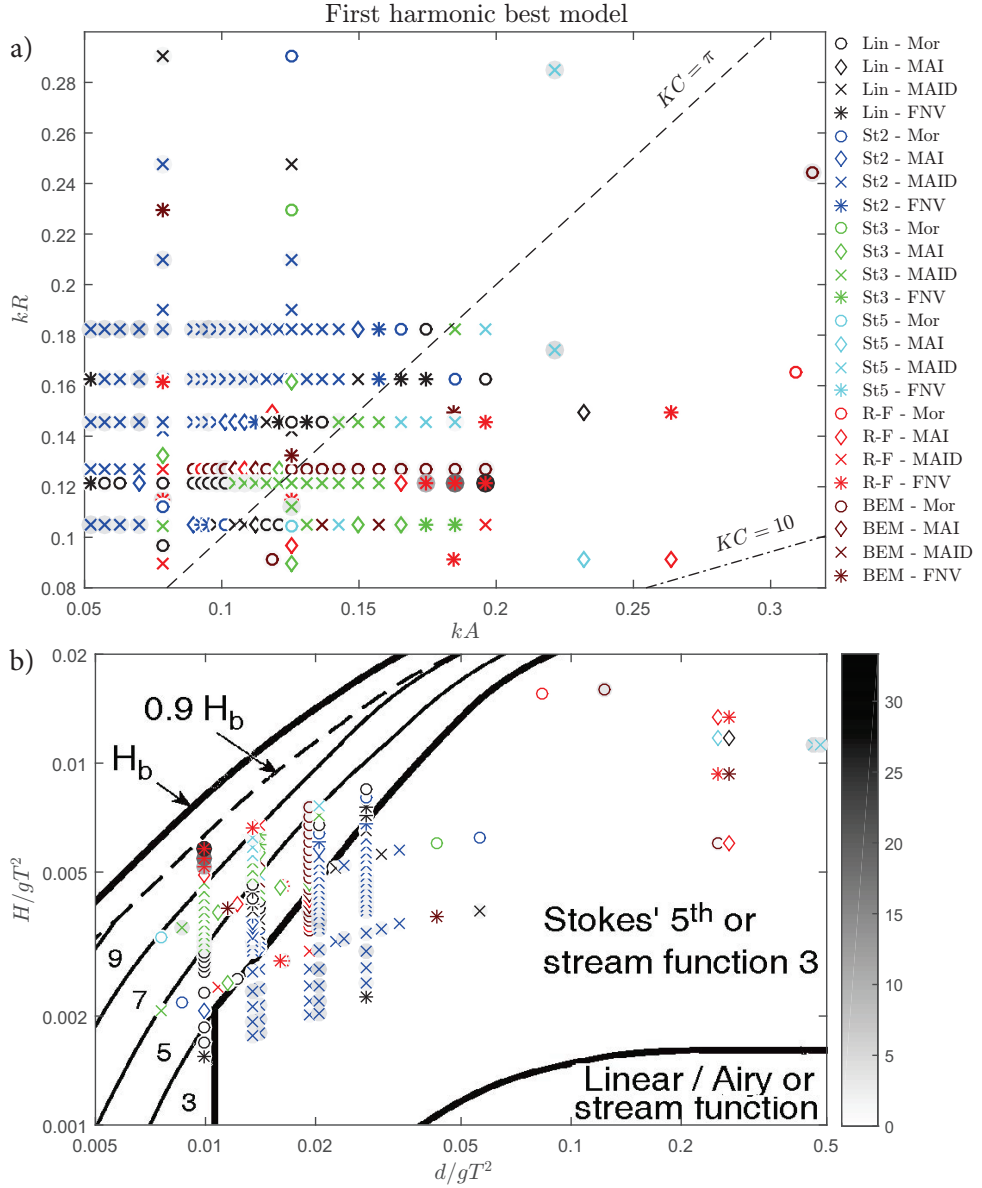 First harmonic best model
a)
0.28
0.26
0.24
0.22
0.2
0.18
0.16
0.14
0.12
0.1
0.08
kR
0.05
0.1
0.15
0.2
0.25
0.3
kA
KC = π
KC = 10
Lin - Mor
Lin - MAI
Lin - MAID
Lin - FNV
St2 - Mor
St2 - MAI
St2 - MAID
St2 - FNV
St3 - Mor
St3 - MAI
St3 - MAID
St3 - FNV
St5 - Mor
St5 - MAI
St5 - MAID
St5 - FNV
R-F - Mor
R-F - MAI
R-F - MAID
R-F - FNV
BEM - Mor
BEM - MAI
BEM - MAID
BEM - FNV
b)
0.02
0.01
0.005
0.002
0.001
H/gT²
0.9 H_b
H_b
9
7
5
3
Stokes' 5th or
stream function 3
Linear / Airy or
stream function
0.005
0.01
0.02
0.05
0.1
0.2
0.5
d/gT²
30
25
20
15
10
5
0